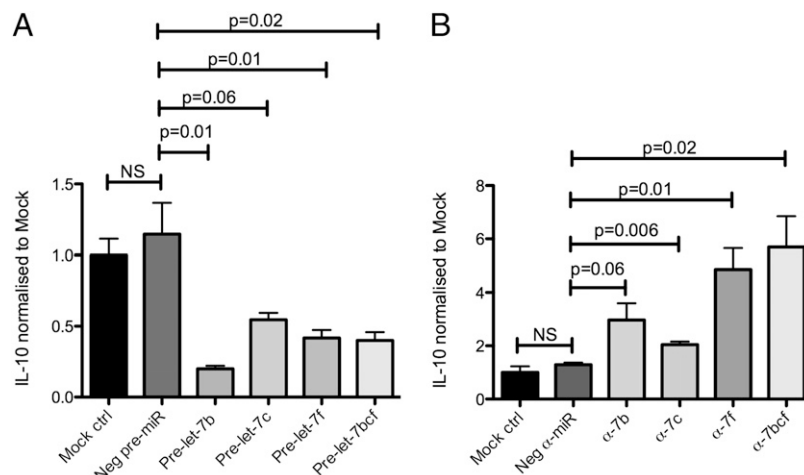 A
p=0.02
p=0.01
p=0.06
p=0.01
NS
IL-10 normalised to Mock
1.5
1.0
0.5
0.0
Mock ctrl
Neg pre-miR
Pre-let-7b
Pre-let-7c
Pre-let-7f
Pre-let-7bcf
B
p=0.02
p=0.01
p=0.006
p=0.06
NS
IL-10 normalised to Mock
8
6
4
2
0
Mock ctrl
Neg α-miR
α-7b
α-7c
α-7f
α-7bcf